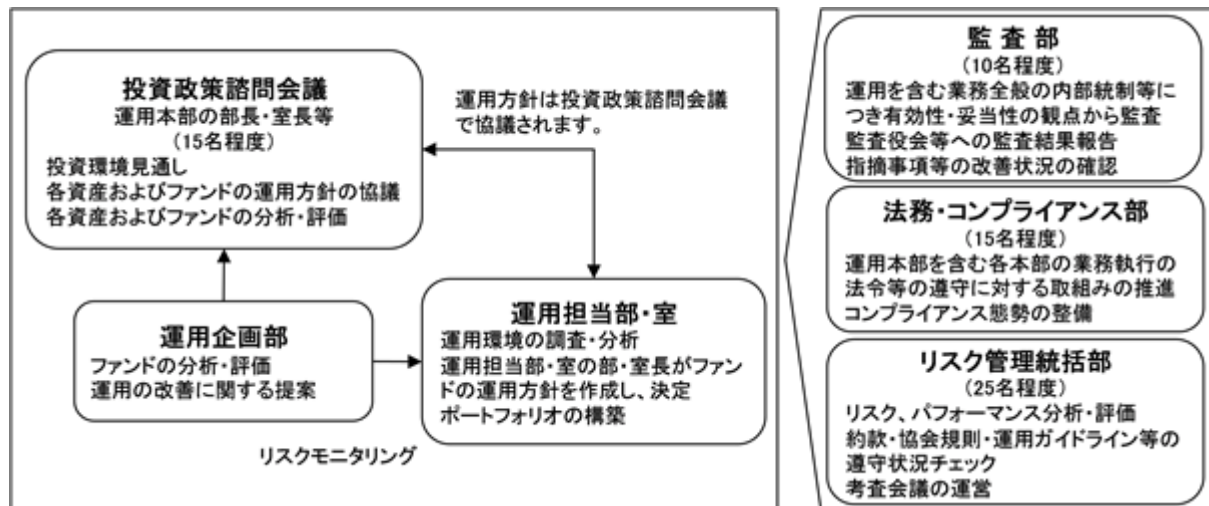 投資政策諮問会議
運用本部の部長・室長等
（15名程度）
投資環境見通し
各資産およびファンドの運用方針の協議
各資産およびファンドの分析・評価
運用方針は投資政策諮問会議
で協議されます。
運用企画部
ファンドの分析・評価
運用の改善に関する提案
運用担当部・室
運用環境の調査・分析
運用担当部・室の部・室長がファン
ドの運用方針を作成し、決定
ポートフォリオの構築
リスクモニタリング
監 査 部
（10名程度）
運用を含む業務全般の内部統制等に
つき有効性・妥当性の観点から監査
監査役会等への監査結果報告
指摘事項等の改善状況の確認
法務・コンプライアンス部
（15名程度）
運用本部を含む各本部の業務執行の
法令等の遵守に対する取組みの推進
コンプライアンス態勢の整備
リスク管理統括部
（25名程度）
リスク、パフォーマンス分析・評価
約款・協会規則・運用ガイドライン等の
遵守状況チェック
考査会議の運営